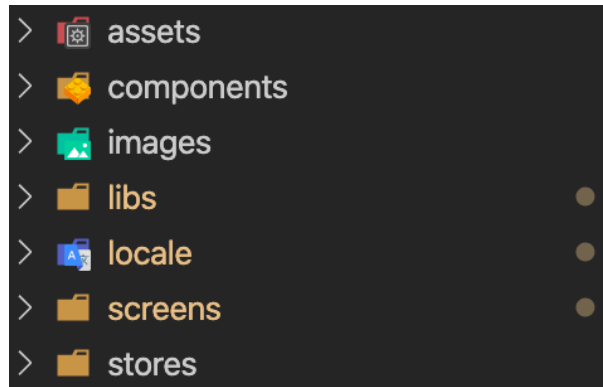 assets
components
images
libs
locale
screens
stores